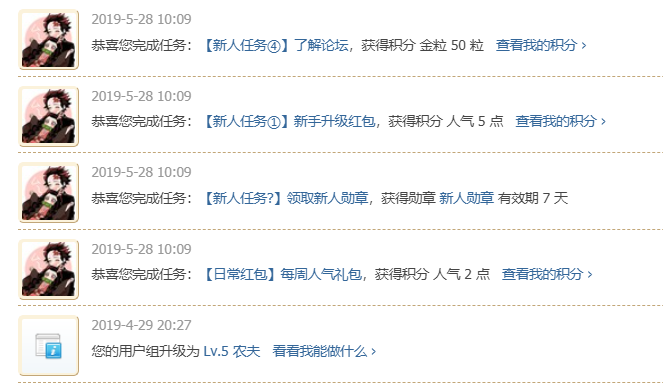 2019-5-28 10:09
恭喜您完成任务：【新人任务④】了解论坛，获得积分 金粒 50 粒 查看我的积分 ›
2019-5-28 10:09
恭喜您完成任务：【新人任务①】新手升级红包，获得积分 人气 5 点 查看我的积分 ›
2019-5-28 10:09
恭喜您完成任务：【新人任务?】领取新人勋章，获得勋章 新人勋章 有效期 7 天
2019-5-28 10:09
恭喜您完成任务：【日常红包】每周人气礼包，获得积分 人气 2 点 查看我的积分 ›
2019-4-29 20:27
您的用户组升级为 Lv.5 农夫 看看我能做什么 ›